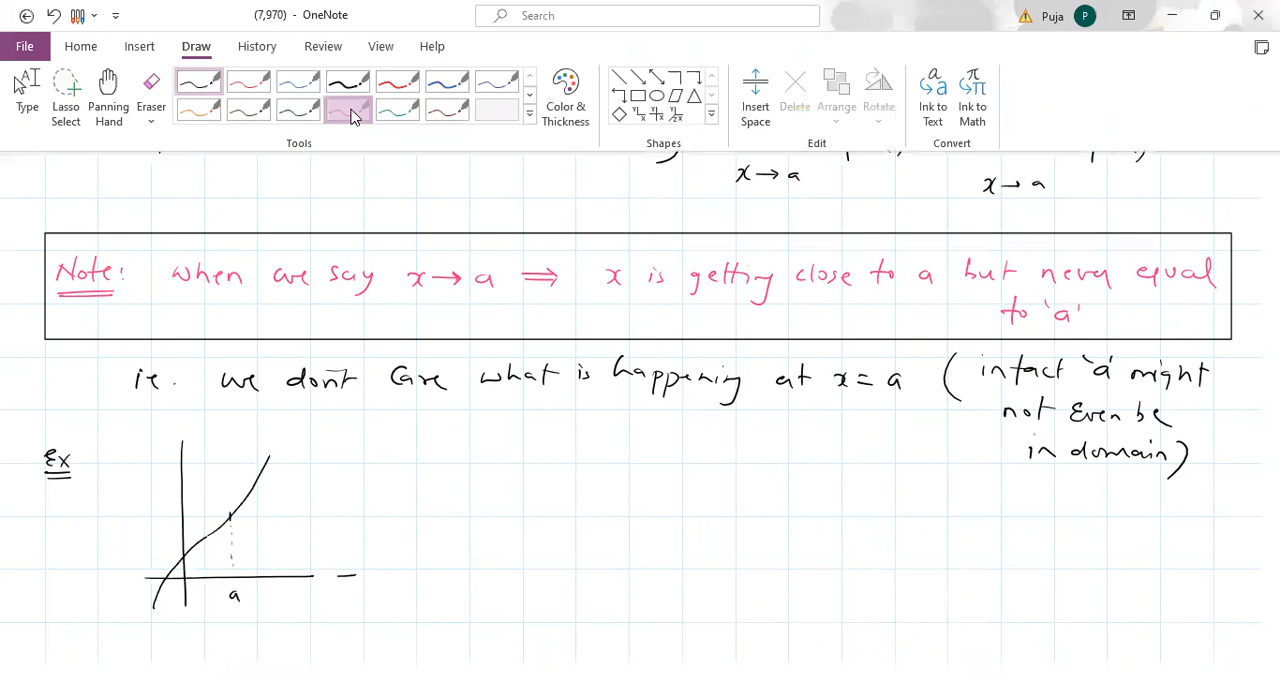 (7,970) - OneNote
Search
Puja
P
File Home Insert Draw History Review View Help
Type
Lasso Select
Panning Hand
Eraser
Color & Thickness
Insert Space
Delete
Arrange
Rotate
Ink to Text
Ink to Math
Tools
Shapes
Edit
Convert
x → a
x → a
Note: when we say x → a ⟹ x is getting close to a but never equal
to 'a'
ie. we don't care what is happening at x = a (infact 'a' might
not Even be
in domain)
Ex
a